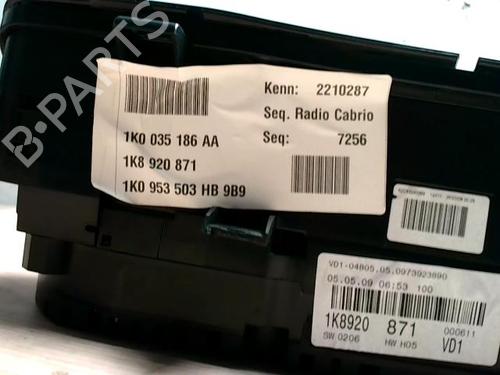 Kenn: 2210287
Seq. Radio Cabrio
1K0 035 186 AA
Seq: 7256
1K8 920 871
1K0 953 503 HB 9B9
VD1-04805.05.0973923890
05.05.09 06:53 100
1K8920 871 000611
SW 0206 HW H05 VD1
B-PARTS